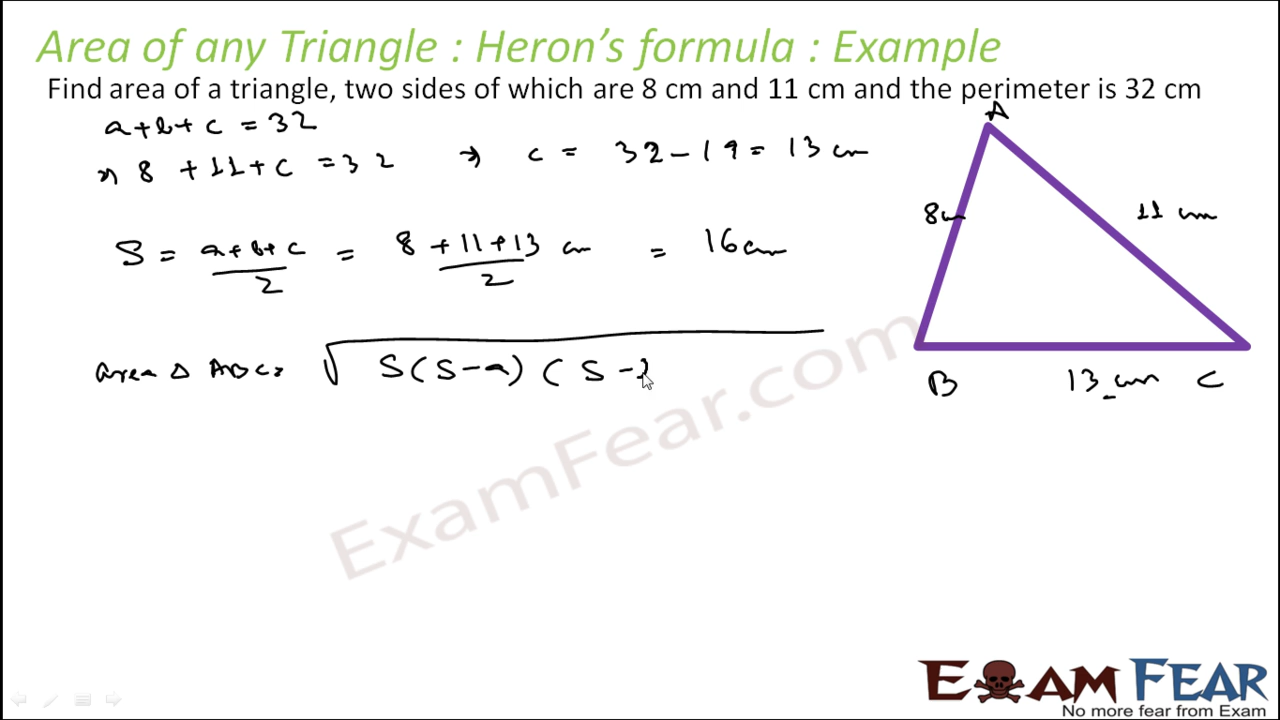 Area of any Triangle : Heron's formula : Example
Find area of a triangle, two sides of which are 8 cm and 11 cm and the perimeter is 32 cm
a+b+c = 32
⇒ 8 + 11 + c = 32 ⇒ c = 32 - 19 = 13 cm
S = a+b+c / 2 = 8 + 11 + 13 / 2 cm = 16 cm
area Δ ABC = √ S(S-a) (S-
A
8cm
11 cm
B 13 cm C
ExamFear.com
EXAM FEAR
No more fear from Exam